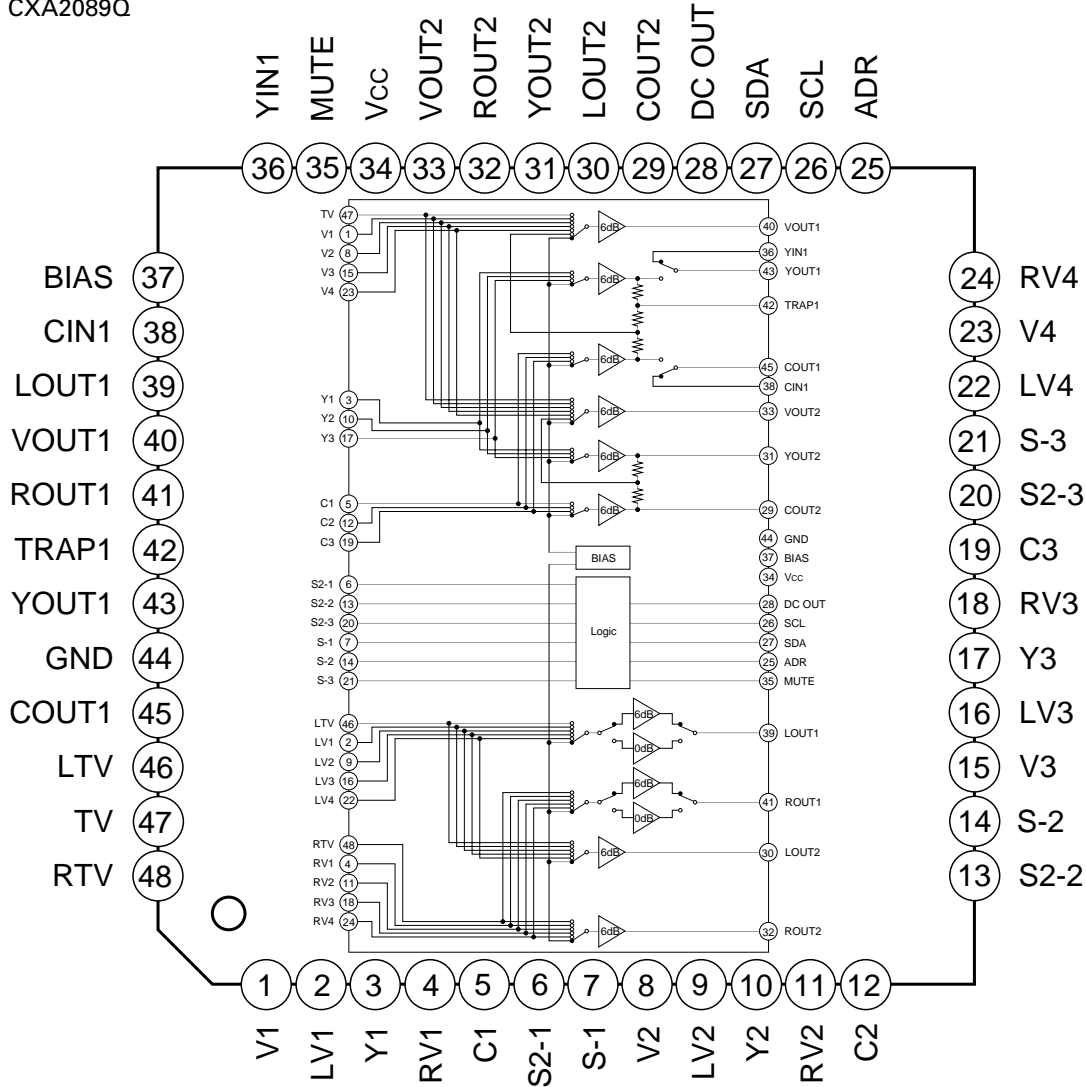 CXA2089Q
YIN1
MUTE
Vcc
VOUT2
ROUT2
YOUT2
LOUT2
COUT2
DC OUT
SDA
SCL
ADR
36 35 34 33 32 31 30 29 28 27 26 25
BIAS 37
CIN1 38
LOUT1 39
VOUT1 40
ROUT1 41
TRAP1 42
YOUT1 43
GND 44
COUT1 45
LTV 46
TV 47
RTV 48
TV 47
V1 1
V2 8
V3 15
V4 23
Y1 3
Y2 10
Y3 17
C1 5
C2 12
C3 19
S2-1 6
S2-2 13
S2-3 20
S-1 7
S-2 14
S-3 21
LTV 46
LV1 2
LV2 9
LV3 16
LV4 22
RTV 48
RV1 4
RV2 11
RV3 18
RV4 24
6dB
6dB
6dB
6dB
6dB
6dB
BIAS
Logic
6dB
0dB
6dB
0dB
6dB
6dB
40 VOUT1
36 YIN1
43 YOUT1
42 TRAP1
45 COUT1
38 CIN1
33 VOUT2
31 YOUT2
29 COUT2
44 GND
37 BIAS
34 Vcc
28 DC OUT
26 SCL
27 SDA
25 ADR
35 MUTE
39 LOUT1
41 ROUT1
30 LOUT2
32 ROUT2
24 RV4
23 V4
22 LV4
21 S-3
20 S2-3
19 C3
18 RV3
17 Y3
16 LV3
15 V3
14 S-2
13 S2-2
1 2 3 4 5 6 7 8 9 10 11 12
V1
LV1
Y1
RV1
C1
S2-1
S-1
V2
LV2
Y2
RV2
C2